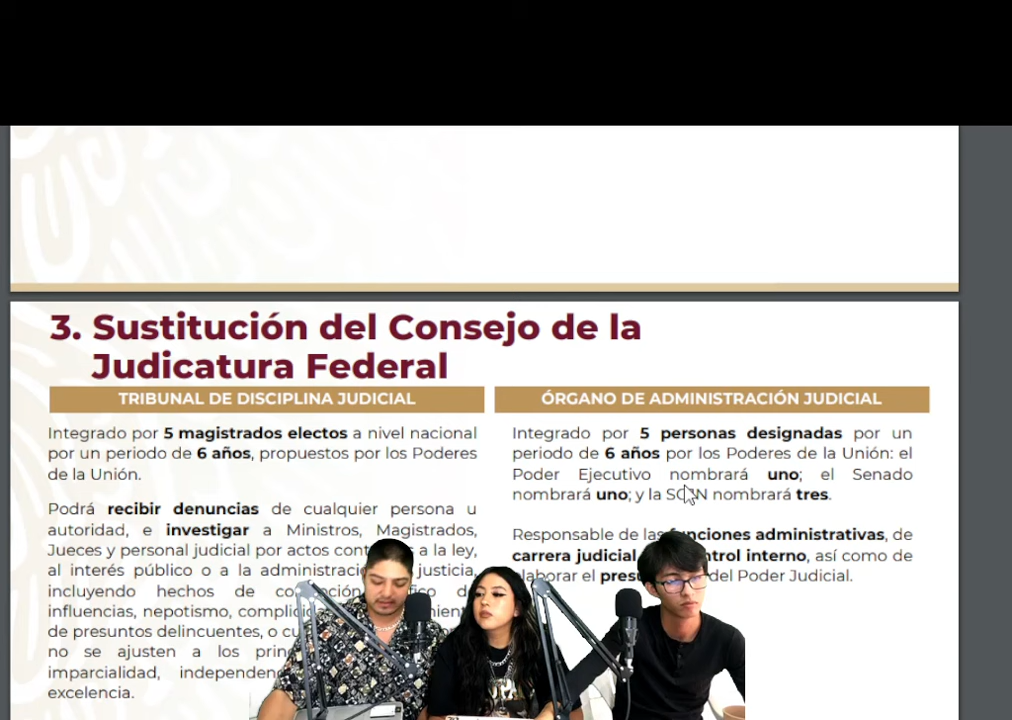 3. Sustitución del Consejo de la
Judicatura Federal
TRIBUNAL DE DISCIPLINA JUDICIAL
Integrado por 5 magistrados electos a nivel nacional
por un periodo de 6 años, propuestos por los Poderes
de la Unión.
Podrá recibir denuncias de cualquier persona u
autoridad, e investigar a Ministros, Magistrados,
Jueces y personal judicial por actos a la ley,
al interés público o a la justicia,
incluyendo hechos de
influencias, nepotismo,
de presuntos delincuentes, o
no se ajusten a los
imparcialidad,
excelencia.
ÓRGANO DE ADMINISTRACIÓN JUDICIAL
Integrado por 5 personas designadas por un
periodo de 6 años por los Poderes de la Unión: el
Poder Ejecutivo nombrará uno; el Senado
nombrará uno; y la SCJN nombrará tres.
Responsable de las funciones administrativas, de
carrera judicial control interno, así como de
elaborar el del Poder Judicial.